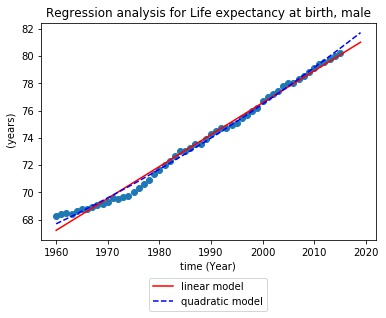 Regression analysis for Life expectancy at birth, male
82
80
78
76
74
72
70
68
(years)
1960 1970 1980 1990 2000 2010 2020
time (Year)
linear model
quadratic model